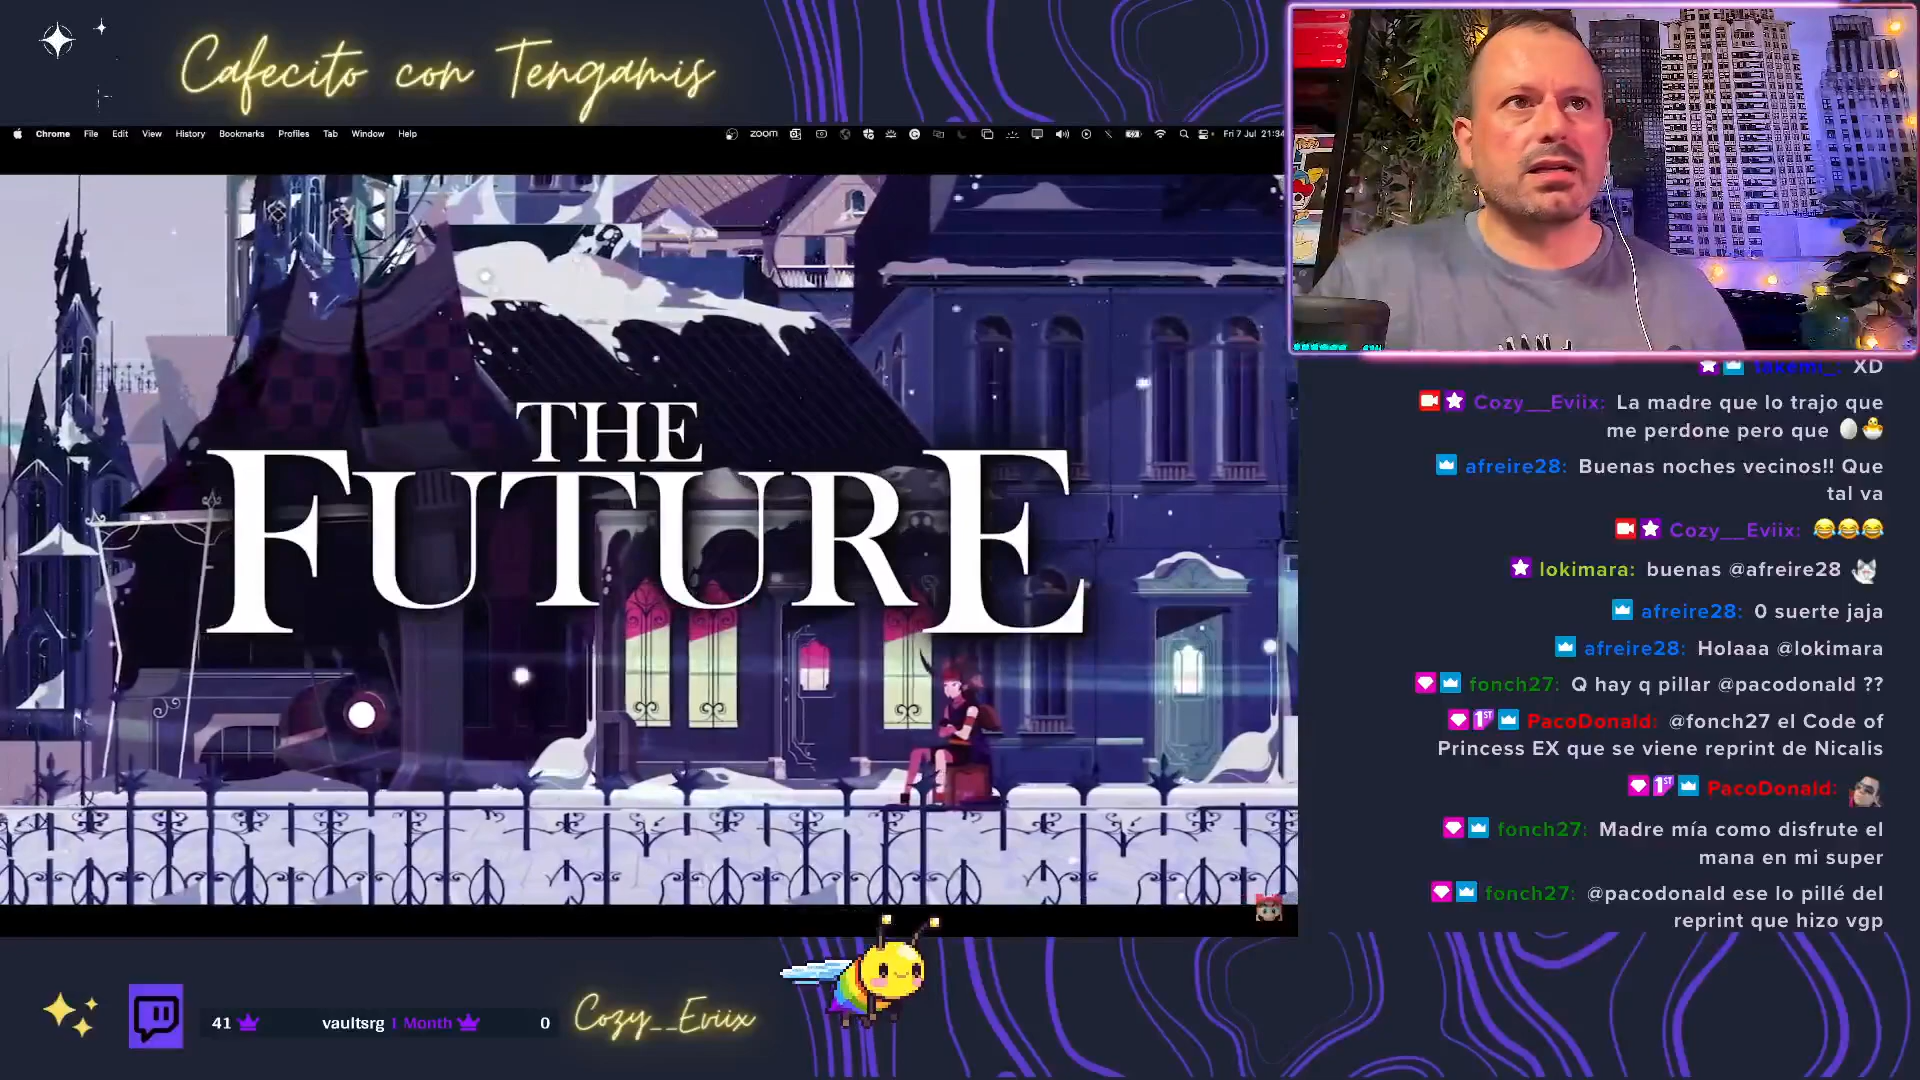 Cafecito con Tengamis
Chrome File Edit View History Bookmarks Profiles Tab Window Help
zoom Fri 7 Jul 21:34
THE
FUTURE
takemi_: XD
Cozy__Eviix: La madre que lo trajo que
me perdone pero que 🥚🐣
afreire28: Buenas noches vecinos!! Que
tal va
Cozy__Eviix: 😂😂😂
lokimara: buenas @afreire28
afreire28: 0 suerte jaja
afreire28: Holaaa @lokimara
fonch27: Q hay q pillar @pacodonald ??
1ST PacoDonald: @fonch27 el Code of
Princess EX que se viene reprint de Nicalis
1ST PacoDonald:
fonch27: Madre mía como disfrute el
mana en mi super
fonch27: @pacodonald ese lo pillé del
reprint que hizo vgp
41 vaultsrg 1 Month 0
Cozy__Eviix